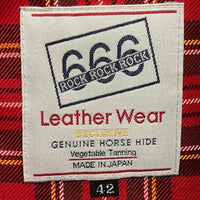 666
ROCK ROCK ROCK
Leather Wear
EXCLUSIVE
GENUINE HORSE HIDE
Vegetable Tanning
MADE IN JAPAN
42